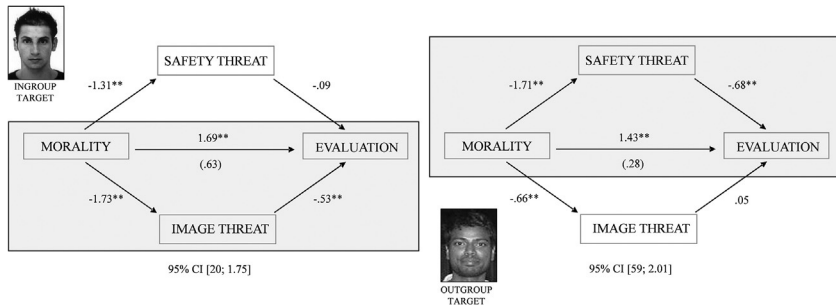 SAFETY THREAT
INGROUP
TARGET
-1.31**
-.09
MORALITY
1.69**
(.63)
EVALUATION
-1.73**
-.53**
IMAGE THREAT
95% CI [20; 1.75]
SAFETY THREAT
-1.71**
-.68**
MORALITY
1.43**
(.28)
EVALUATION
-.66**
.05
IMAGE THREAT
OUTGROUP
TARGET
95% CI [59; 2.01]